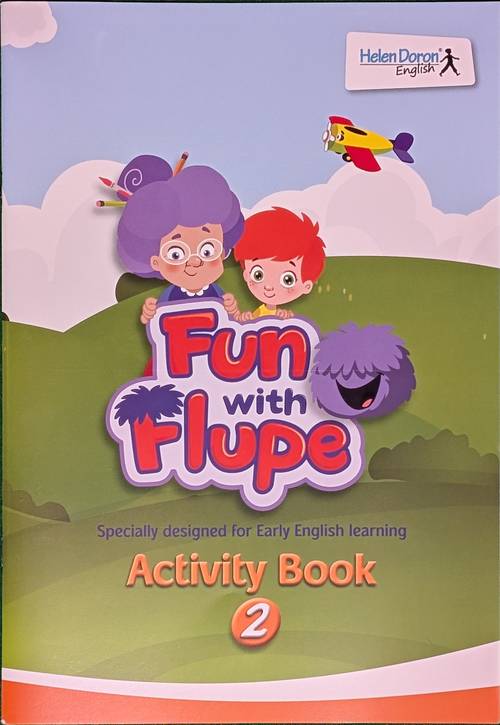 Helen Doron®
English
Fun
with
Flupe
Specially designed for Early English learning
Activity Book
2